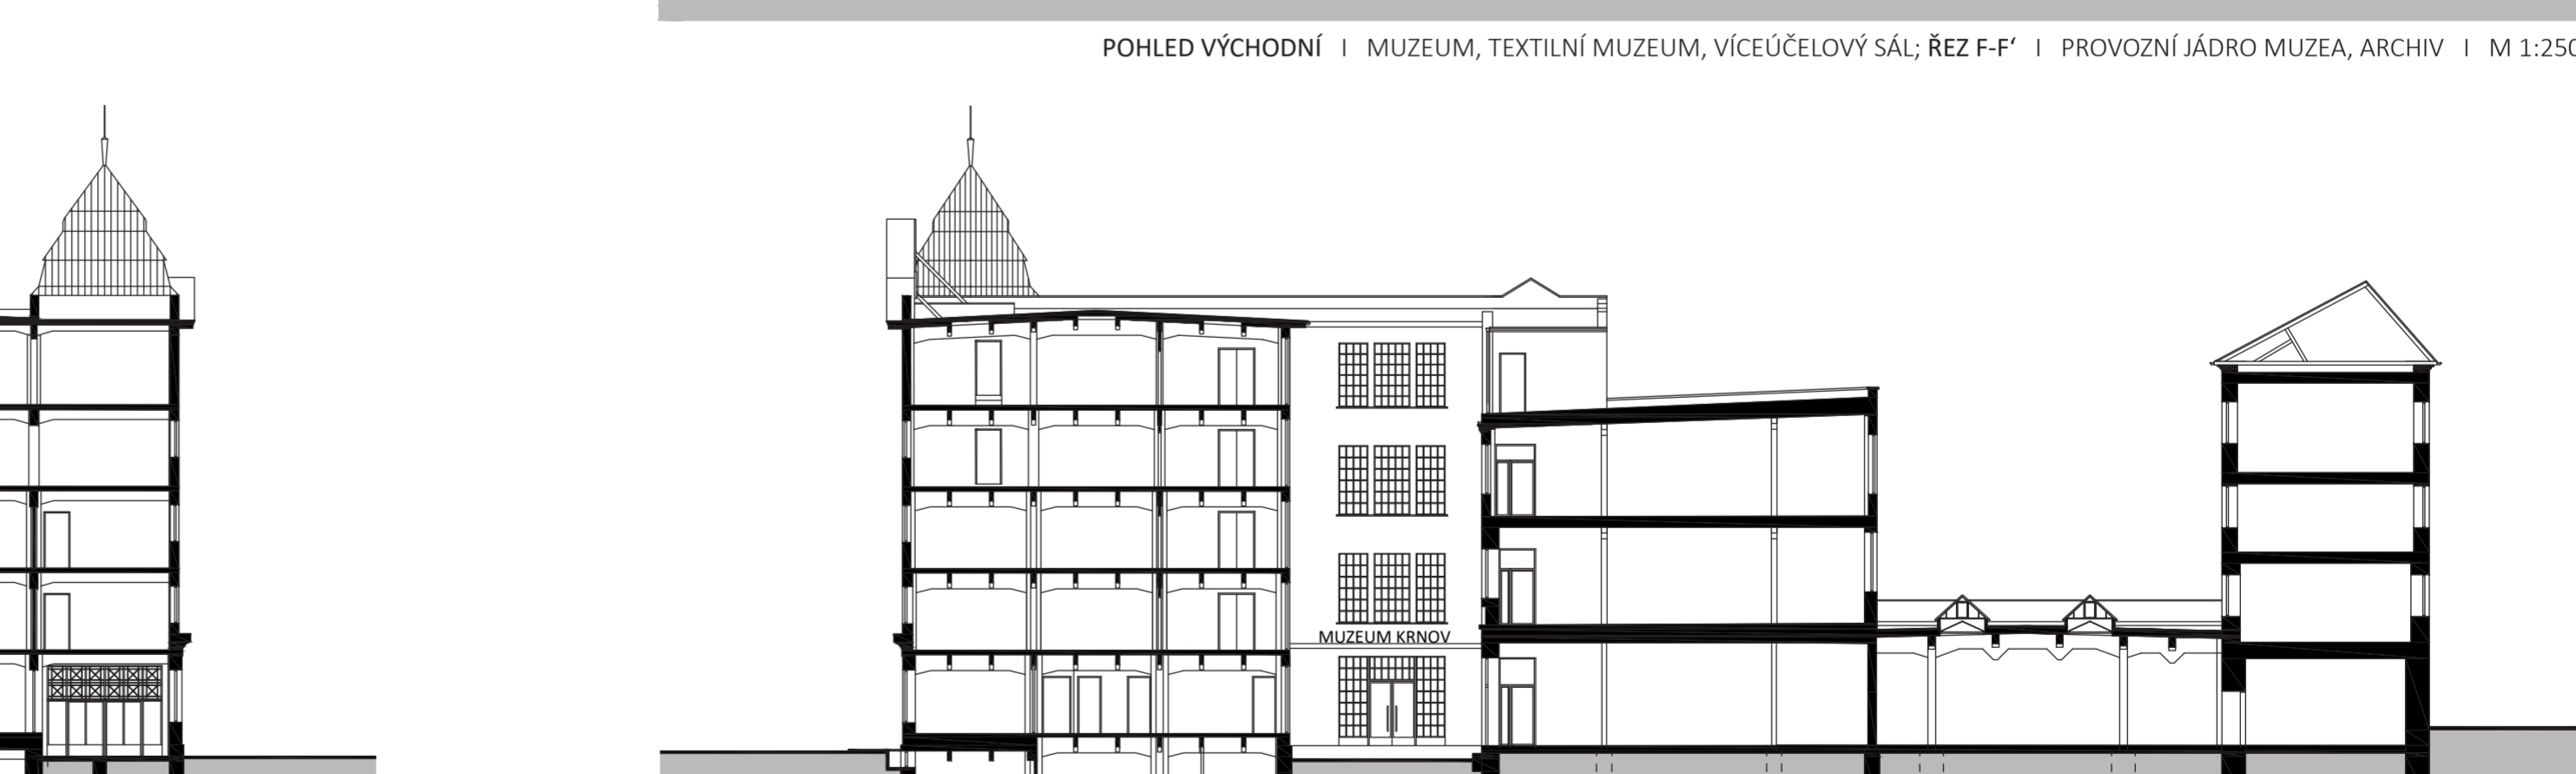 POHLED VÝCHODNÍ I MUZEUM, TEXTILNÍ MUZEUM, VÍCEÚČELOVÝ SÁL; ŘEZ F-F‘ I PROVOZNÍ JÁDRO MUZEA, ARCHIV I M 1:250
MUZEUM KRNOV